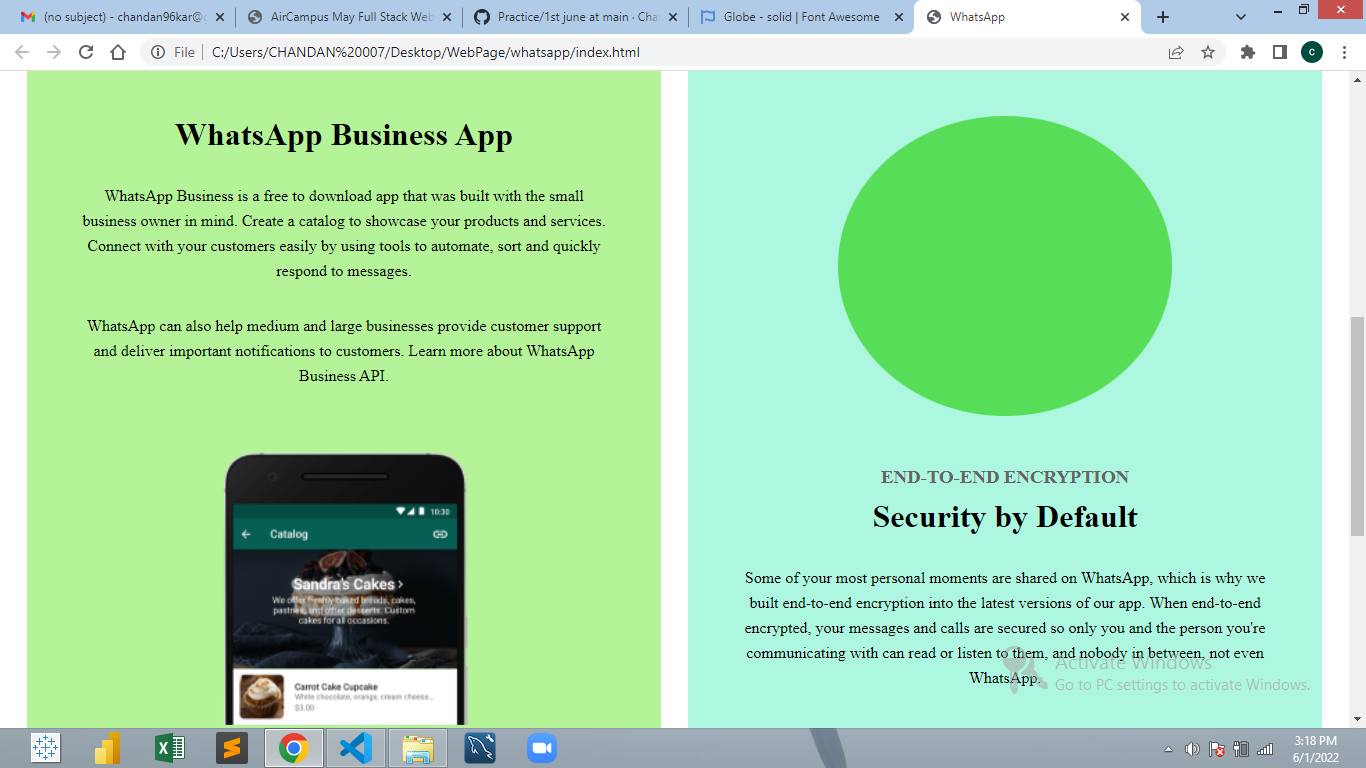 (no subject) - chandan96kar@g
AirCampus May Full Stack Web
Practice/1st june at main · Cha
Globe - solid | Font Awesome
WhatsApp
File
C:/Users/CHANDAN%20007/Desktop/WebPage/whatsapp/index.html
c
WhatsApp Business App
WhatsApp Business is a free to download app that was built with the small
business owner in mind. Create a catalog to showcase your products and services.
Connect with your customers easily by using tools to automate, sort and quickly
respond to messages.
WhatsApp can also help medium and large businesses provide customer support
and deliver important notifications to customers. Learn more about WhatsApp
Business API.
10:30
Catalog
Sandra's Cakes
We offer freshly baked breads, cakes,
pastries, and other desserts. Custom
cakes for all occasions.
Carrot Cake Cupcake
White chocolate, orange, cream cheese...
$3.00
END-TO-END ENCRYPTION
Security by Default
Some of your most personal moments are shared on WhatsApp, which is why we
built end-to-end encryption into the latest versions of our app. When end-to-end
encrypted, your messages and calls are secured so only you and the person you're
communicating with can read or listen to them, and nobody in between, not even
WhatsApp.
Activate Windows
Go to PC settings to activate Windows.
3:18 PM
6/1/2022